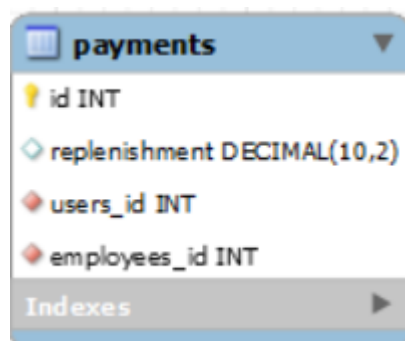 payments
id INT
replenishment DECIMAL(10,2)
users_id INT
employees_id INT
Indexes